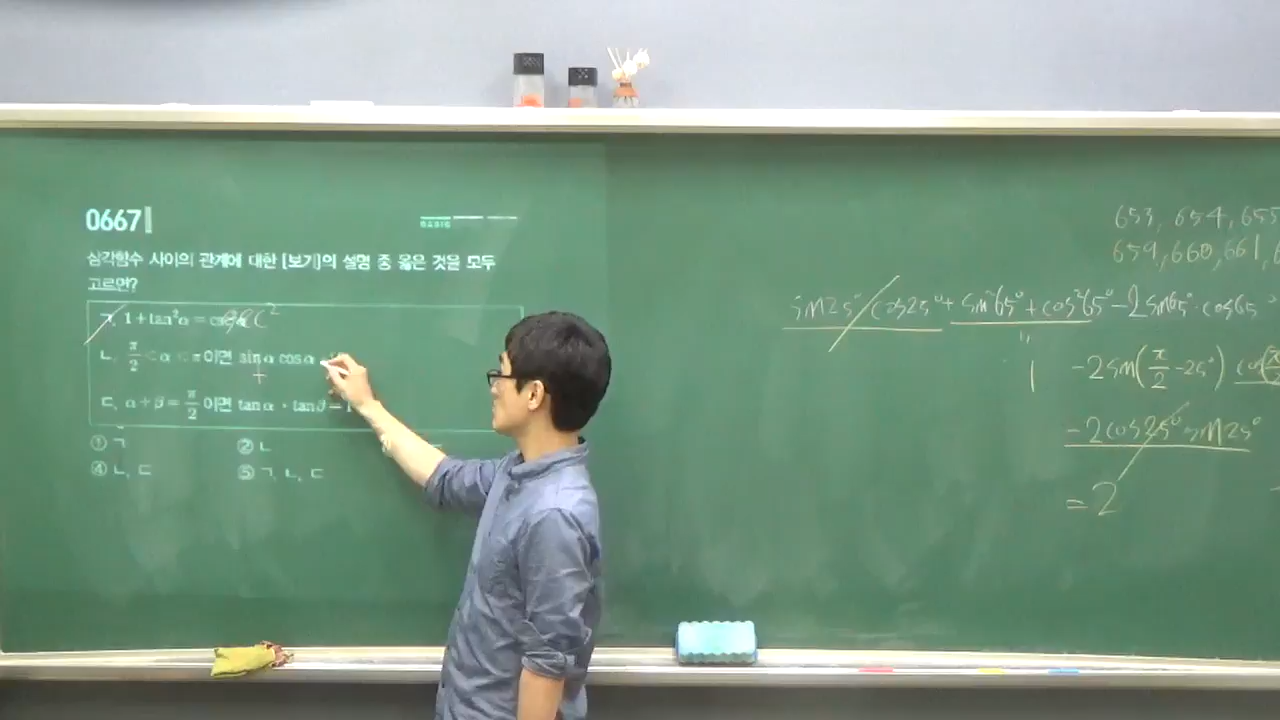 0667
삼각함수 사이의 관계에 대한 [보기]의 설명 중 옳은 것을 모두
고르면?
ㄱ. 1+tan²α=
ㄴ. π/2<α<π이면 sinα cosα
+
ㄷ. α+β=π/2이면 tanα·tanβ=1
① ㄱ ② ㄴ
④ ㄴ, ㄷ ⑤ ㄱ, ㄴ, ㄷ
653, 654, 655
659, 660, 661,
+ sin²65° + cos²65° -2sin65°·cos65°
"
1 -2sin(π/2-25°)
-2cos25° sin25°
=2